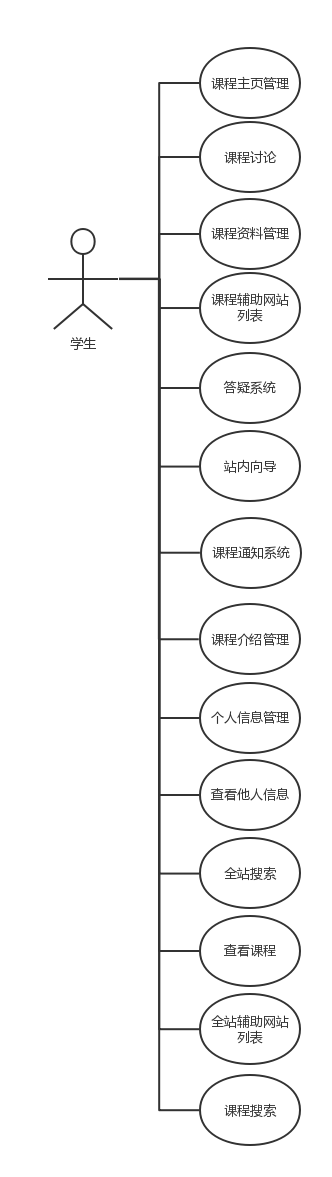 课程主页管理
课程讨论
课程资料管理
课程辅助网站
列表
学生
答疑系统
站内向导
课程通知系统
课程介绍管理
个人信息管理
查看他人信息
全站搜索
查看课程
全站辅助网站
列表
课程搜索